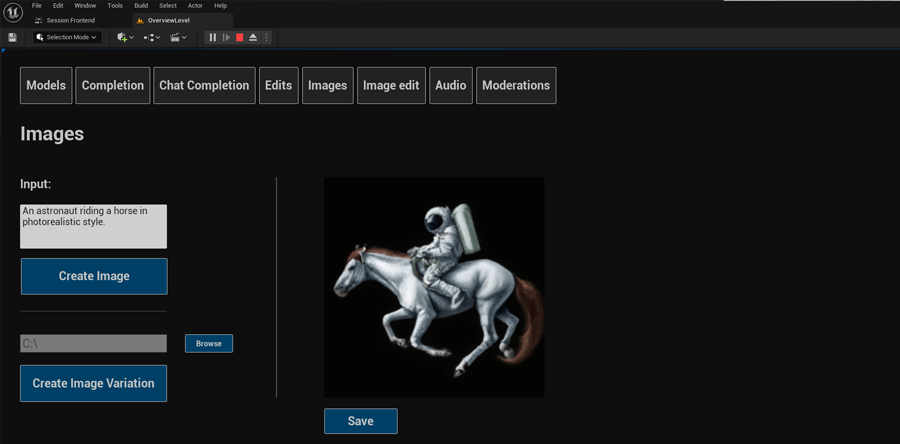 File Edit Window Tools Build Select Actor Help
Session Frontend OverviewLevel
Selection Mode
Models Completion Chat Completion Edits Images Image edit Audio Moderations
Images
Input:
An astronaut riding a horse in
photorealistic style.
Create Image
C:\
Browse
Create Image Variation
Save